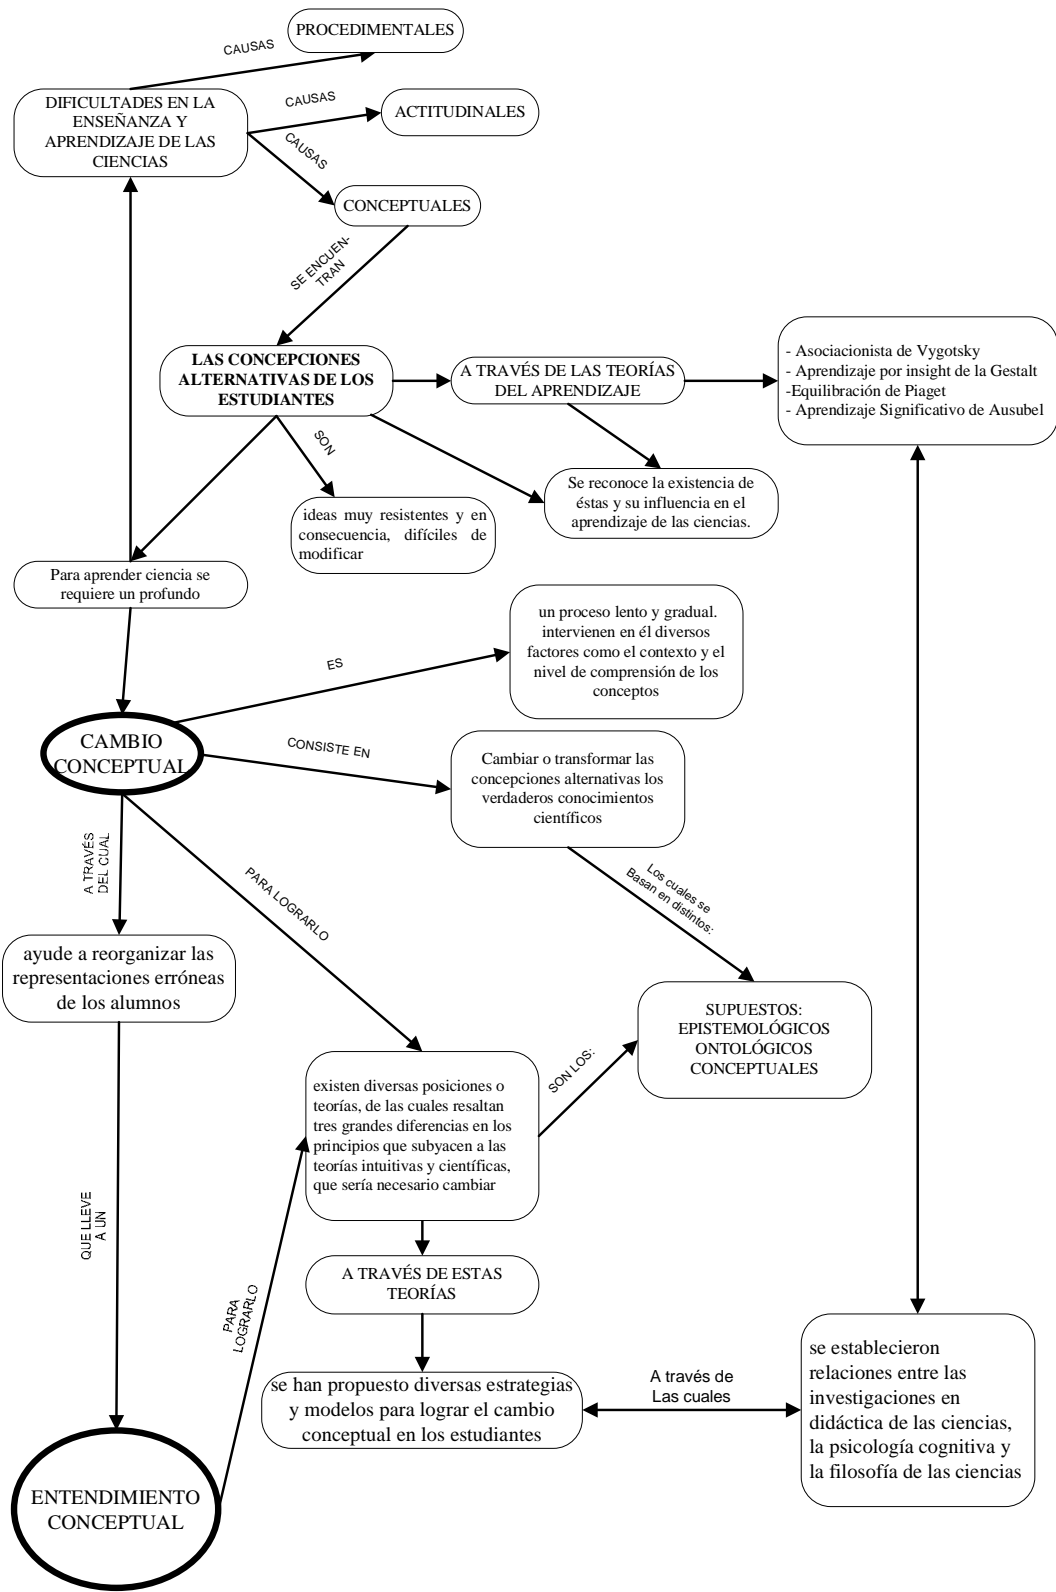 PROCEDIMENTALES
CAUSAS
DIFICULTADES EN LA
ENSEÑANZA Y
APRENDIZAJE DE LAS
CIENCIAS
CAUSAS
ACTITUDINALES
CAUSAS
CONCEPTUALES
SE ENCUEN-
TRAN
LAS CONCEPCIONES
ALTERNATIVAS DE LOS
ESTUDIANTES
A TRAVÉS DE LAS TEORÍAS
DEL APRENDIZAJE
- Asociacionista de Vygotsky
- Aprendizaje por insight de la Gestalt
-Equilibración de Piaget
- Aprendizaje Significativo de Ausubel
SON
ideas muy resistentes y en
consecuencia, difíciles de
modificar
Se reconoce la existencia de
éstas y su influencia en el
aprendizaje de las ciencias.
Para aprender ciencia se
requiere un profundo
un proceso lento y gradual.
intervienen en él diversos
factores como el contexto y el
nivel de comprensión de los
conceptos
ES
CAMBIO
CONCEPTUAL
CONSISTE EN
Cambiar o transformar las
concepciones alternativas los
verdaderos conocimientos
científicos
A TRAVÉS
DEL CUAL
PARA LOGRARLO
Los cuales se
Basan en distintos:
ayude a reorganizar las
representaciones erróneas
de los alumnos
SUPUESTOS:
EPISTEMOLÓGICOS
ONTOLÓGICOS
CONCEPTUALES
SON LOS:
existen diversas posiciones o
teorías, de las cuales resaltan
tres grandes diferencias en los
principios que subyacen a las
teorías intuitivas y científicas,
que sería necesario cambiar
QUE LLEVE
A UN
PARA
LOGRARLO
A TRAVÉS DE ESTAS
TEORÍAS
se han propuesto diversas estrategias
y modelos para lograr el cambio
conceptual en los estudiantes
A través de
Las cuales
se establecieron
relaciones entre las
investigaciones en
didáctica de las ciencias,
la psicología cognitiva y
la filosofía de las ciencias
ENTENDIMIENTO
CONCEPTUAL